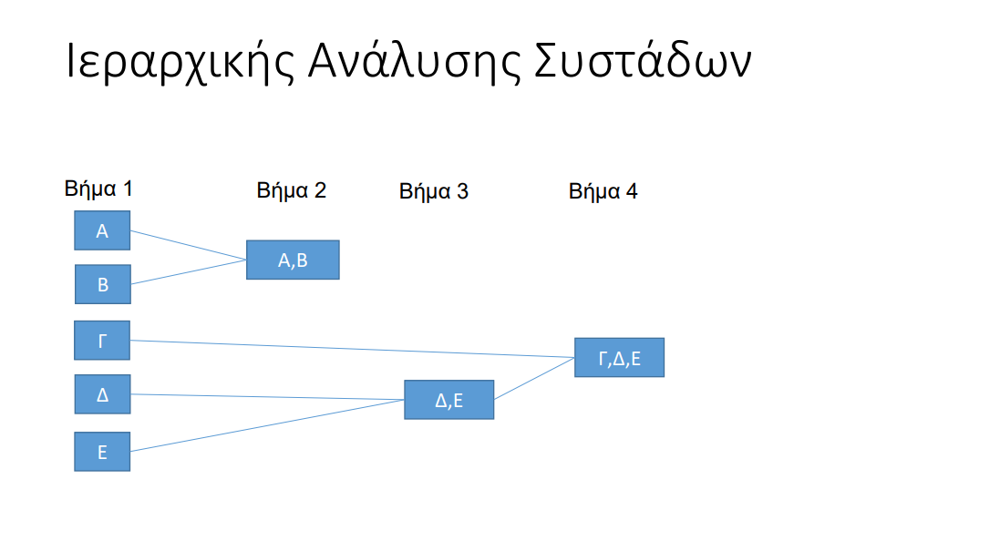 Ιεραρχικής Ανάλυσης Συστάδων
Βήμα 1
Βήμα 2
Βήμα 3
Βήμα 4
Α
Α,Β
Β
Γ
Γ,Δ,Ε
Δ
Δ,Ε
Ε